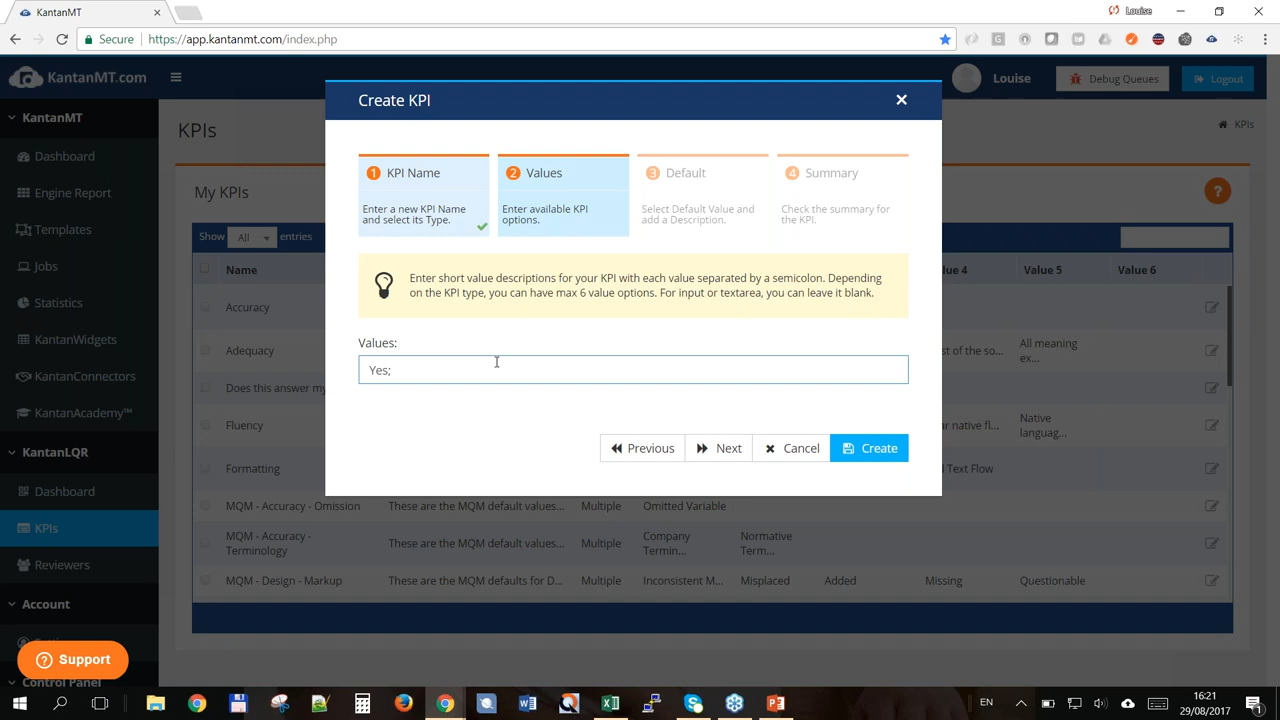 KantanMT
Louise
Secure
https://app.kantanmt.com/index.php
KantanMT.com
Louise
Debug Queues
Logout
KantanMT
Dashboard
Engine Report
Templates
Jobs
Statistics
KantanWidgets
KantanConnectors
KantanAcademy™
KantanLQR
Dashboard
KPIs
Reviewers
Account
Support
Control Panel
KPIs
KPIs
My KPIs
?
Show All entries
Name
lue 4
Value 5
Value 6
Accuracy
Adequacy
st of the so...
All meaning
ex...
Does this answer my
Fluency
ar native fl...
Native
languag...
Formatting
d Text Flow
MQM - Accuracy - Omission
These are the MQM default values...
Multiple
Omitted Variable
MQM - Accuracy -
Terminology
These are the MQM default values...
Multiple
Company
Termin...
Normative
Term...
MQM - Design - Markup
These are the MQM defaults for D...
Multiple
Inconsistent M...
Misplaced
Added
Missing
Questionable
Create KPI
1 KPI Name
Enter a new KPI Name
and select its Type.
2 Values
Enter available KPI
options.
3 Default
Select Default Value and
add a Description.
4 Summary
Check the summary for
the KPI.
Enter short value descriptions for your KPI with each value separated by a semicolon. Depending
on the KPI type, you can have max 6 value options. For input or textarea, you can leave it blank.
Values:
Yes;
Previous
Next
Cancel
Create
EN
16:21
29/08/2017